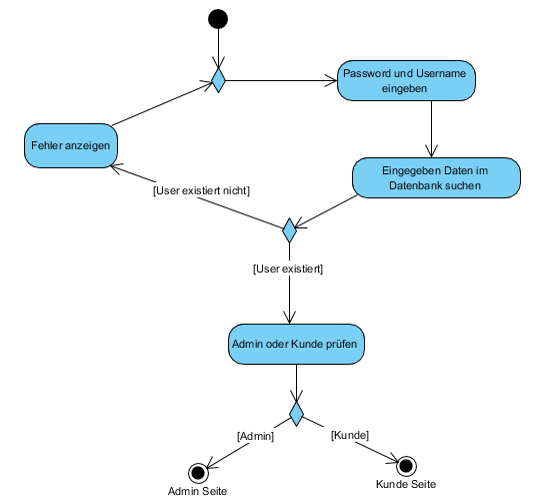 Password und Username
eingeben
Fehler anzeigen
Eingegeben Daten im
Datenbank suchen
[User existiert nicht]
[User existiert]
Admin oder Kunde prüfen
[Admin]
[Kunde]
Admin Seite
Kunde Seite